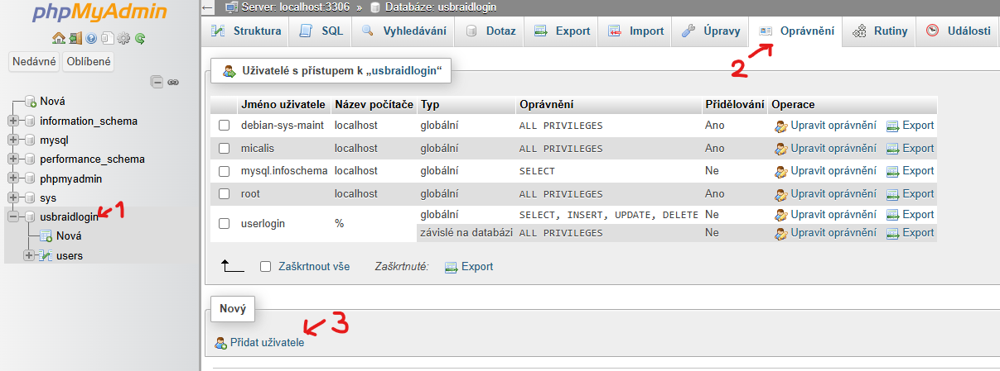 phpMyAdmin
Server: localhost:3306 » Databáze: usbraidlogin
Struktura SQL Vyhledávání Dotaz Export Import Úpravy Oprávnění Rutiny Události
Nedávné Oblíbené
Nová
information_schema
mysql
performance_schema
phpmyadmin
sys
usbraidlogin
Nová
users
1
2
Uživatelé s přístupem k „usbraidlogin“
Jméno uživatele Název počítače Typ Oprávnění Přidělování Operace
debian-sys-maint localhost globální ALL PRIVILEGES Ano Upravit oprávnění Export
micalis localhost globální ALL PRIVILEGES Ano Upravit oprávnění Export
mysql.infoschema localhost globální SELECT Ne Upravit oprávnění Export
root localhost globální ALL PRIVILEGES Ano Upravit oprávnění Export
userlogin % globální SELECT, INSERT, UPDATE, DELETE Ne Upravit oprávnění Export
závislé na databázi ALL PRIVILEGES Ne Upravit oprávnění Export
Zaškrtnout vše Zaškrtnuté: Export
Nový
3
Přidat uživatele